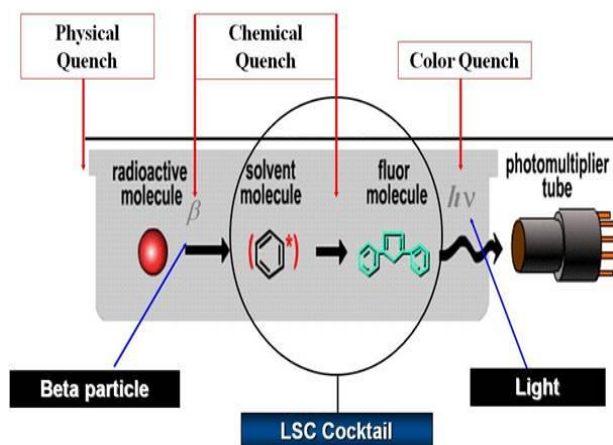 Physical
Quench
Chemical
Quench
Color Quench
radioactive
molecule
solvent
molecule
fluor
molecule
photomultiplier
tube
β
hν
(*)
Beta particle
Light
LSC Cocktail